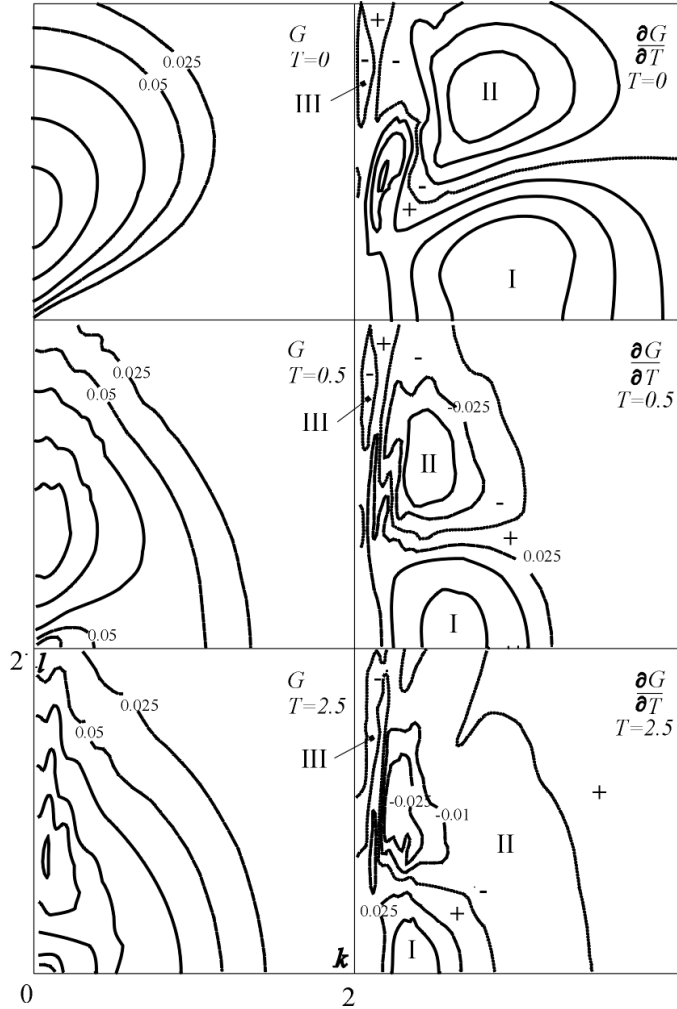 G
T=0
0.025
0.05
+
-
-
III
II
∂G
∂T
T=0
-
+
I
G
T=0.5
0.025
0.05
0.05
+
-
-
III
-0.025
II
∂G
∂T
T=0.5
-
+
0.025
I
2
l
G
T=2.5
0.025
0.05
-
III
∂G
∂T
T=2.5
-0.025
-0.01
+
II
-
0.025
+
I
k
0
2